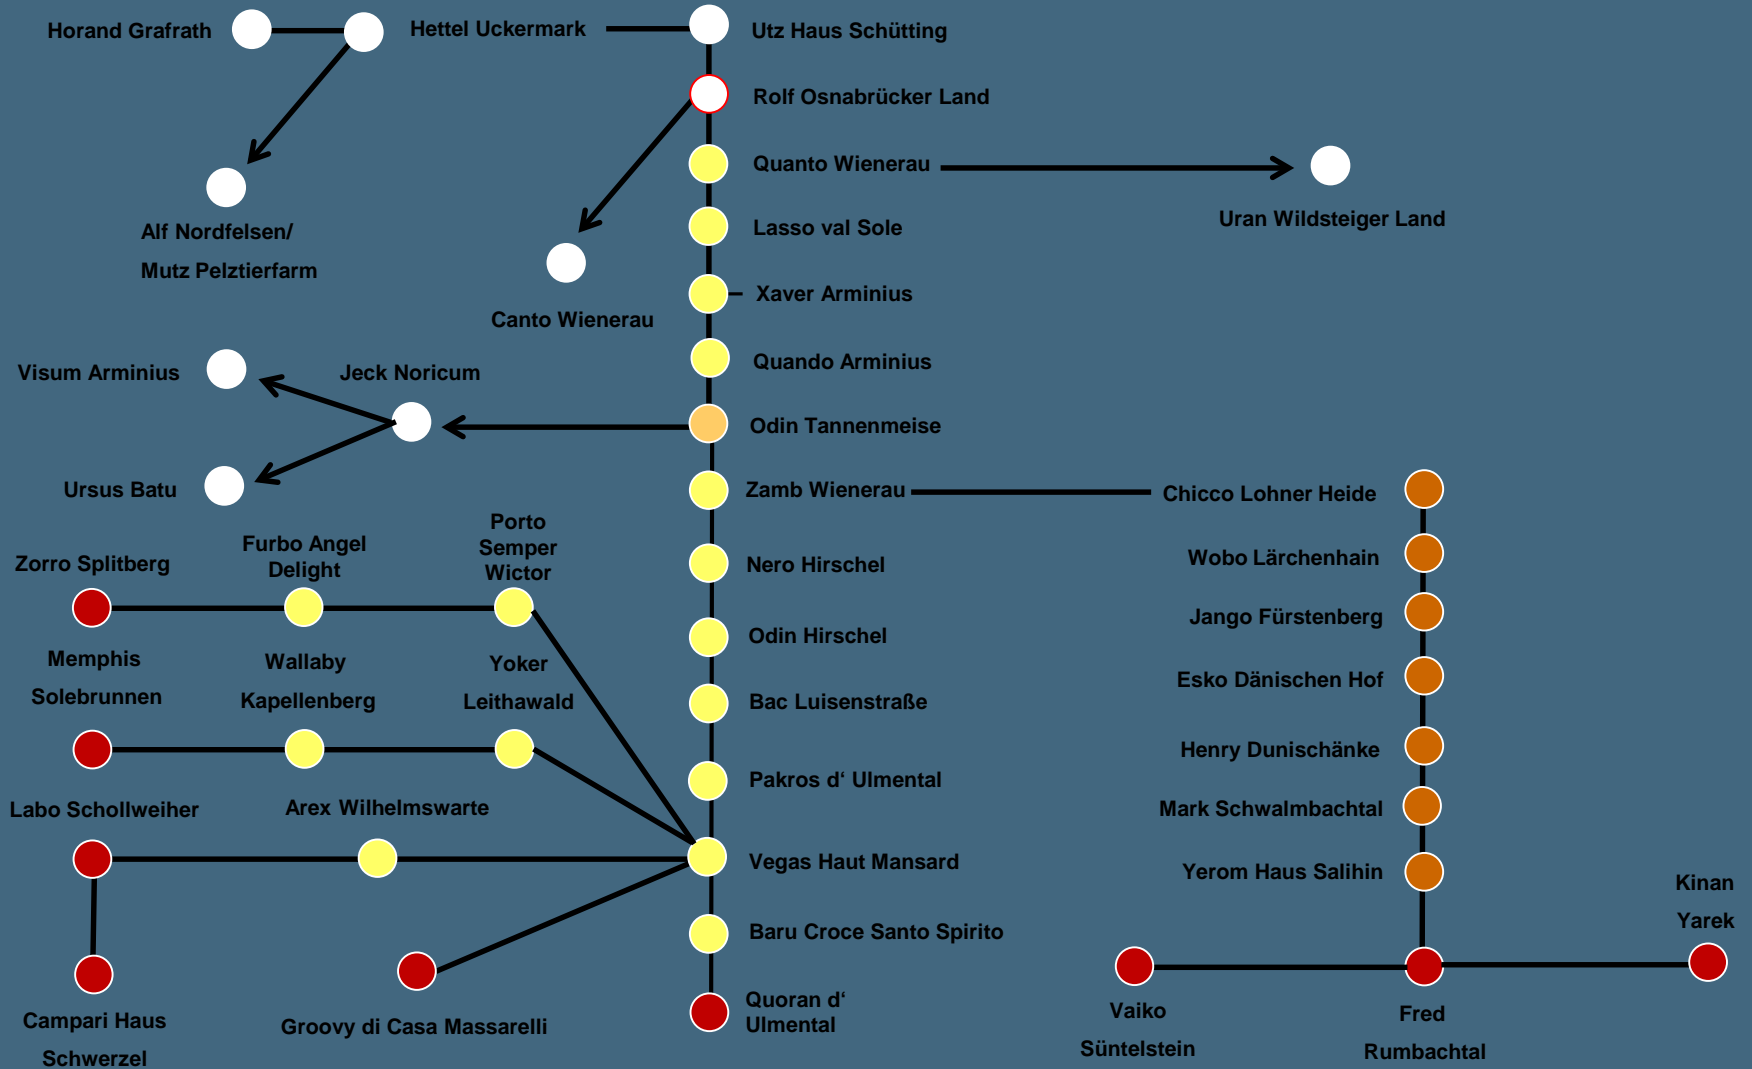 Horand Grafrath
Hettel Uckermark
Utz Haus Schütting
Rolf Osnabrücker Land
Quanto Wienerau
Uran Wildsteiger Land
Lasso val Sole
Alf Nordfelsen/
Mutz Pelztierfarm
Canto Wienerau
Xaver Arminius
Quando Arminius
Visum Arminius
Jeck Noricum
Odin Tannenmeise
Ursus Batu
Zamb Wienerau
Chicco Lohner Heide
Zorro Splitberg
Furbo Angel
Delight
Porto
Semper
Wictor
Nero Hirschel
Wobo Lärchenhain
Jango Fürstenberg
Odin Hirschel
Memphis
Solebrunnen
Wallaby
Kapellenberg
Yoker
Leithawald
Bac Luisenstraße
Esko Dänischen Hof
Henry Dunischänke
Pakros d‘ Ulmental
Labo Schollweiher
Arex Wilhelmswarte
Mark Schwalmbachtal
Vegas Haut Mansard
Yerom Haus Salihin
Kinan
Yarek
Baru Croce Santo Spirito
Campari Haus
Schwerzel
Groovy di Casa Massarelli
Quoran d‘
Ulmental
Vaiko
Süntelstein
Fred
Rumbachtal